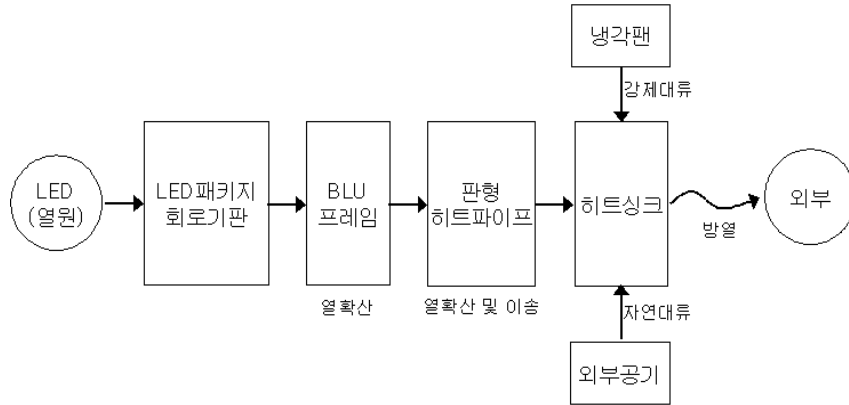 냉각팬
강제대류
LED
(열원)
LED패키지
회로기판
BLU
프레임
판형
히트파이프
히트싱크
외부
방열
열확산
열확산 및 이송
자연대류
외부공기